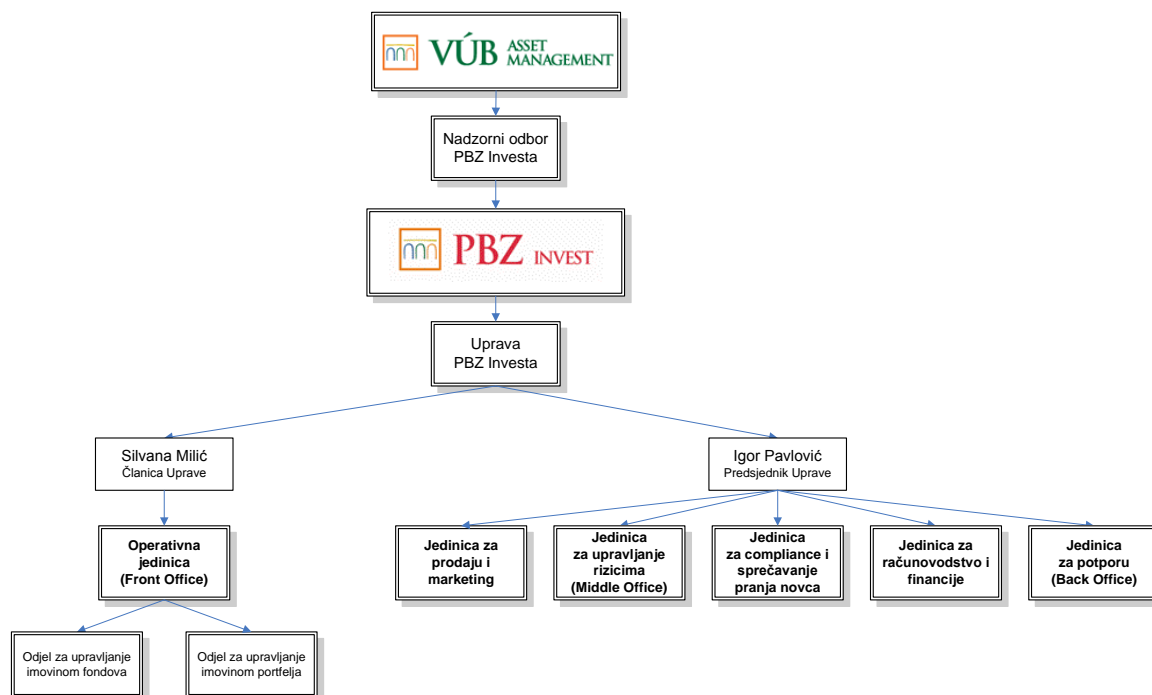 VÚB ASSET MANAGEMENT
Nadzorni odbor
PBZ Investa
PBZ INVEST
Uprava
PBZ Investa
Silvana Milić
Članica Uprave
Igor Pavlović
Predsjednik Uprave
Operativna
jedinica
(Front Office)
Jedinica za
prodaju i
marketing
Jedinica
za upravljanje
rizicima
(Middle Office)
Jedinica
za compliance i
sprečavanje
pranja novca
Jedinica za
računovodstvo i
financije
Jedinica
za potporu
(Back Office)
Odjel za upravljanje
imovinom fondova
Odjel za upravljanje
imovinom portfelja